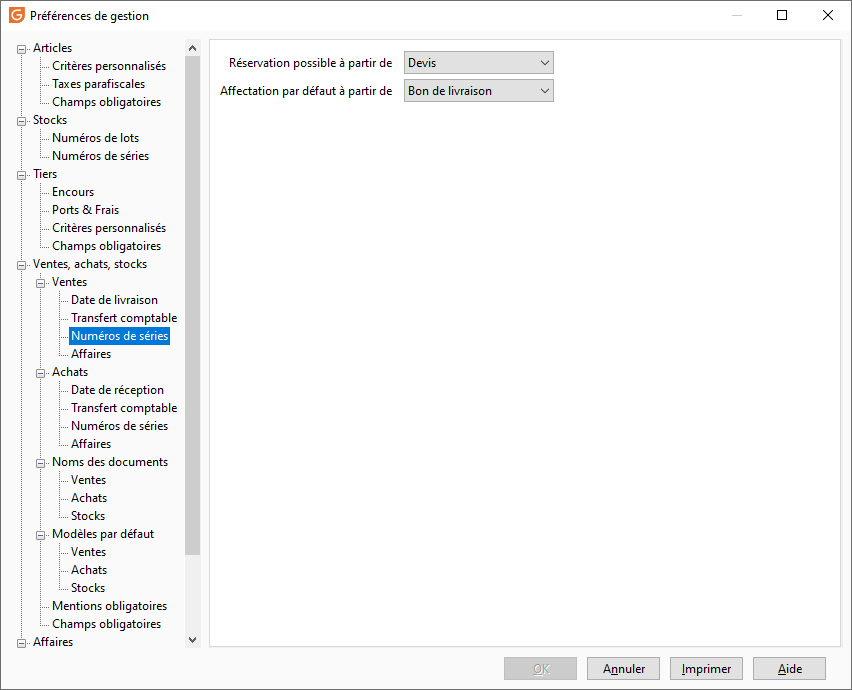 Préférences de gestion
Articles
Critères personnalisés
Taxes parafiscales
Champs obligatoires
Stocks
Numéros de lots
Numéros de séries
Tiers
Encours
Ports & Frais
Critères personnalisés
Champs obligatoires
Ventes, achats, stocks
Ventes
Date de livraison
Transfert comptable
Numéros de séries
Affaires
Achats
Date de réception
Transfert comptable
Numéros de séries
Affaires
Noms des documents
Ventes
Achats
Stocks
Modèles par défaut
Ventes
Achats
Stocks
Mentions obligatoires
Champs obligatoires
Affaires
Réservation possible à partir de Devis
Affectation par défaut à partir de Bon de livraison
OK Annuler Imprimer Aide